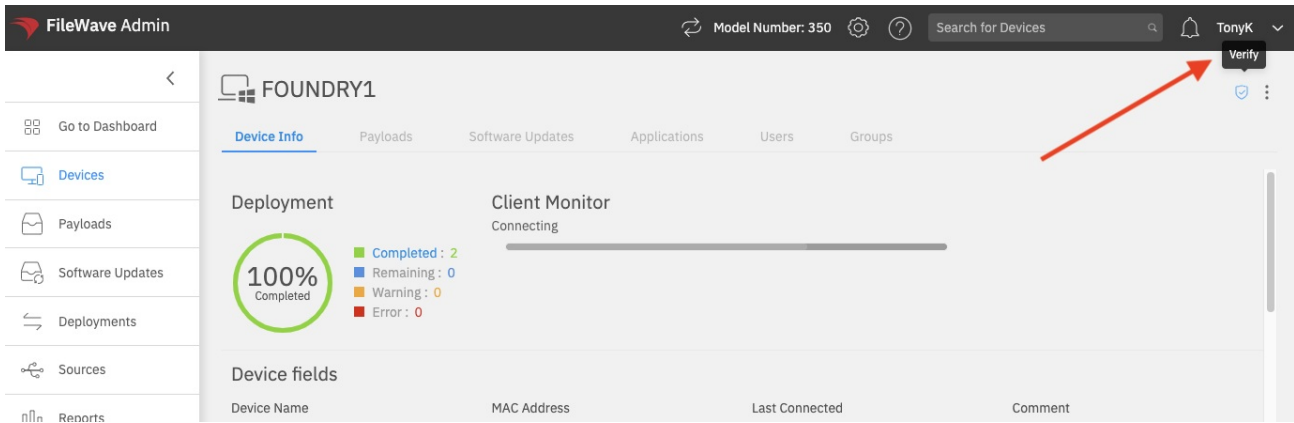 FileWave Admin
Model Number: 350
Search for Devices
TonyK
Verify
FOUNDRY1
Go to Dashboard
Devices
Payloads
Software Updates
Deployments
Sources
Reports
Device Info Payloads Software Updates Applications Users Groups
Deployment
100%
Completed
Completed : 2
Remaining : 0
Warning : 0
Error : 0
Client Monitor
Connecting
Device fields
Device Name MAC Address Last Connected Comment